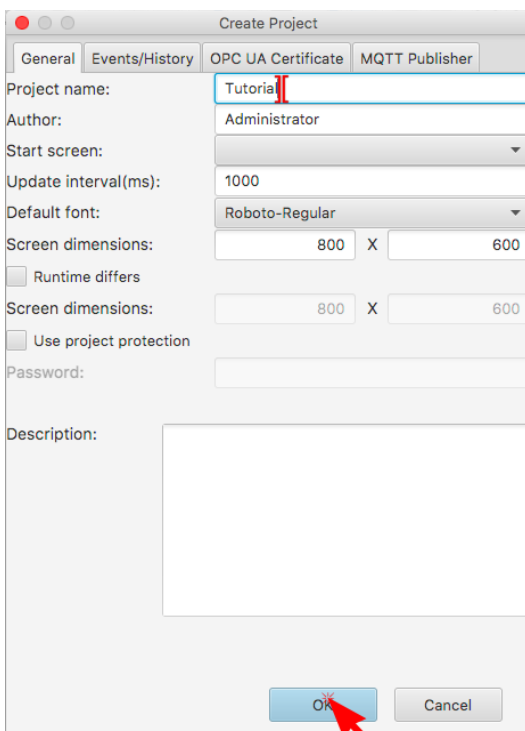 Create Project
General Events/History OPC UA Certificate MQTT Publisher
Project name: Tutorial
Author: Administrator
Start screen:
Update interval(ms): 1000
Default font: Roboto-Regular
Screen dimensions: 800 X 600
Runtime differs
Screen dimensions: 800 X 600
Use project protection
Password:
Description:
OK Cancel